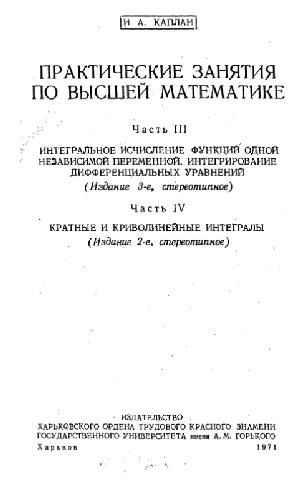 И. А. КАПЛАН
ПРАКТИЧЕСКИЕ ЗАНЯТИЯ
ПО ВЫСШЕЙ МАТЕМАТИКЕ
Часть III
ИНТЕГРАЛЬНОЕ ИСЧИСЛЕНИЕ ФУНКЦИЙ ОДНОЙ
НЕЗАВИСИМОЙ ПЕРЕМЕННОЙ. ИНТЕГРИРОВАНИЕ
ДИФФЕРЕНЦИАЛЬНЫХ УРАВНЕНИЙ
(Издание 3-е, стереотипное)
Часть IV
КРАТНЫЕ И КРИВОЛИНЕЙНЫЕ ИНТЕГРАЛЫ
(Издание 2-е, стереотипное)
ИЗДАТЕЛЬСТВО
ХАРЬКОВСКОГО ОРДЕНА ТРУДОВОГО КРАСНОГО ЗНАМЕНИ
ГОСУДАРСТВЕННОГО УНИВЕРСИТЕТА имени А. М. ГОРЬКОГО
Харьков 1971